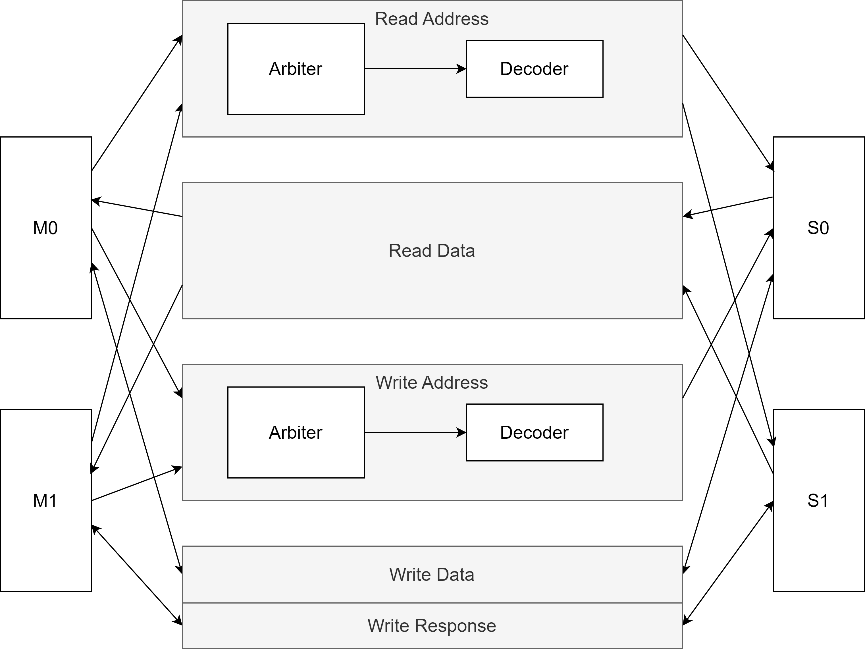 Read Address
Arbiter
Decoder
M0
Read Data
S0
Write Address
Arbiter
Decoder
M1
S1
Write Data
Write Response